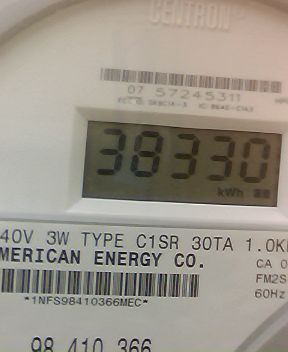 CENTRON®
07 57245311
38330
kWh
40V 3W TYPE C1SR 30TA 1.0K
MERICAN ENERGY CO.
CA 0
FM2S
60Hz
*1NFS98410366MEC*
98 410 366